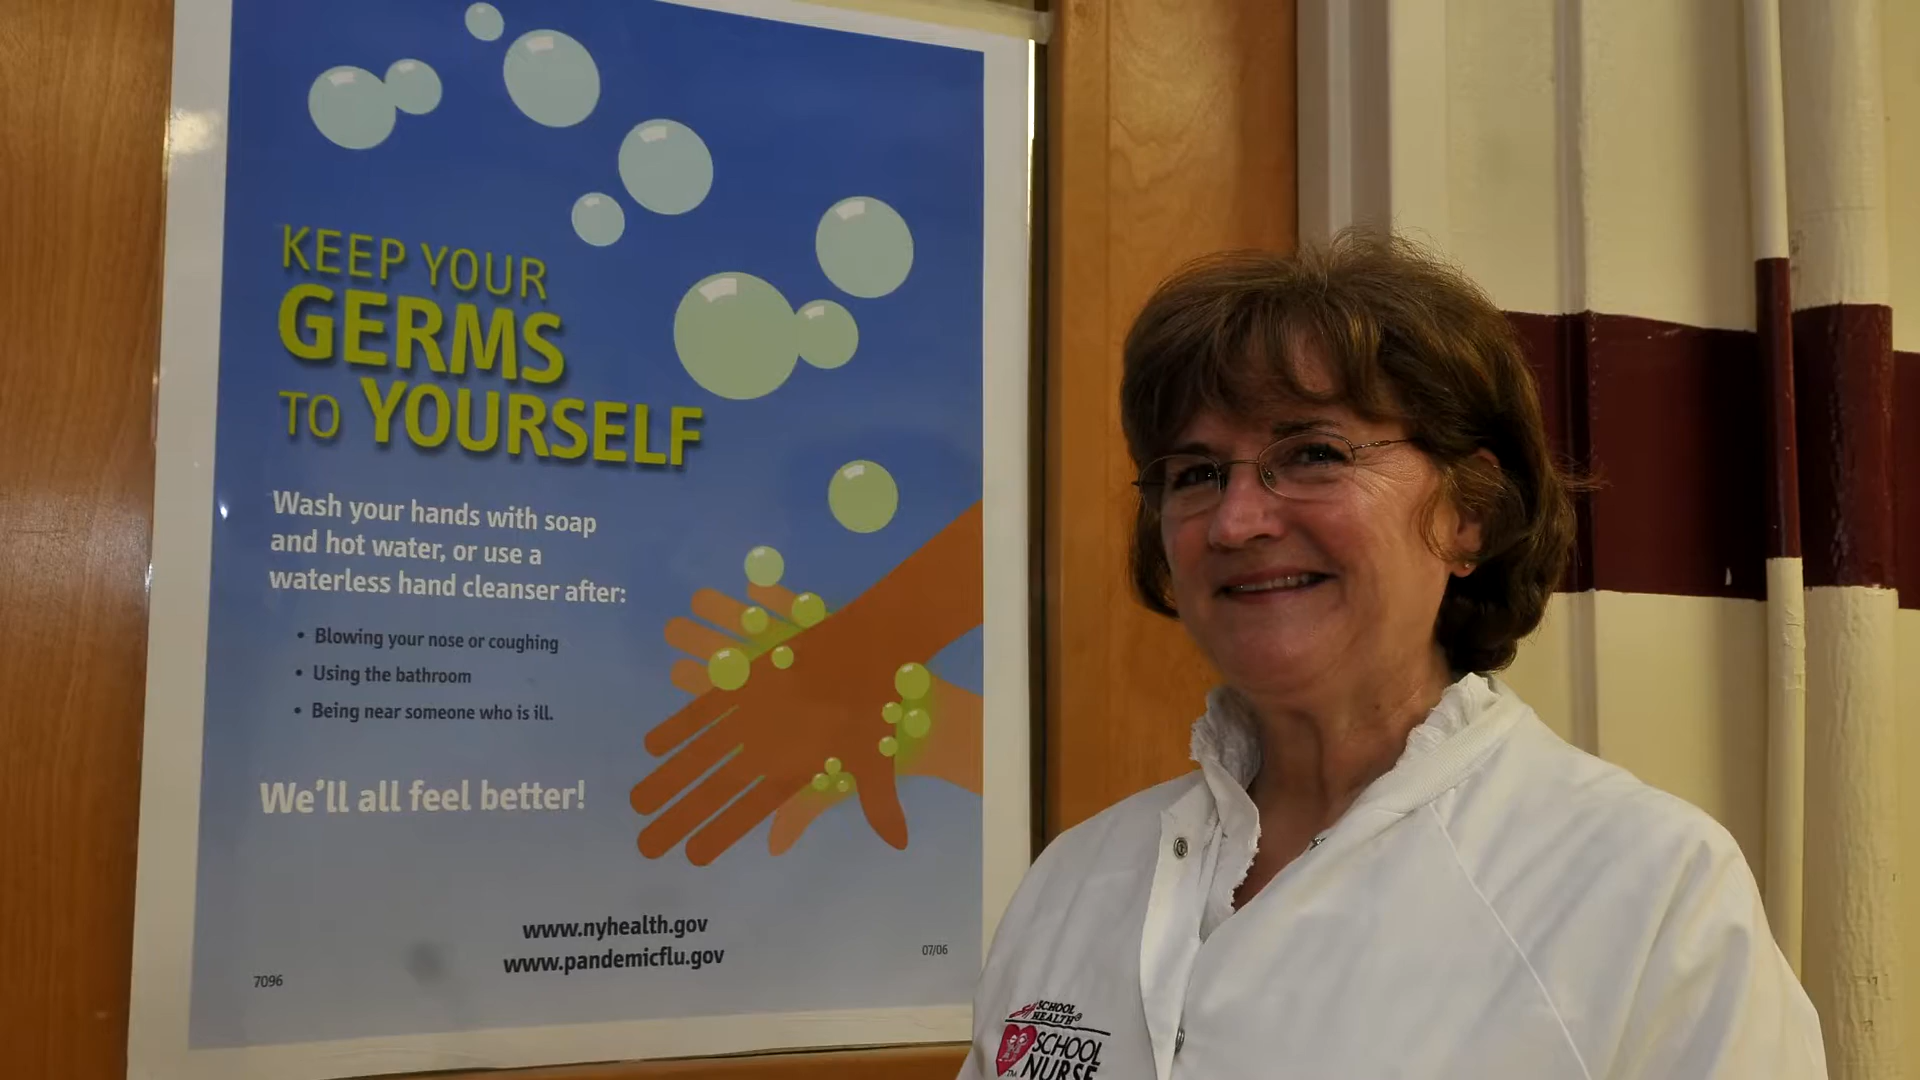 KEEP YOUR
GERMS
TO YOURSELF
Wash your hands with soap
and hot water, or use a
waterless hand cleanser after:
• Blowing your nose or coughing
• Using the bathroom
• Being near someone who is ill.
We'll all feel better!
www.nyhealth.gov
www.pandemicflu.gov
7096
07/06
SCHOOL
HEALTH®
SCHOOL
NURSE
TM